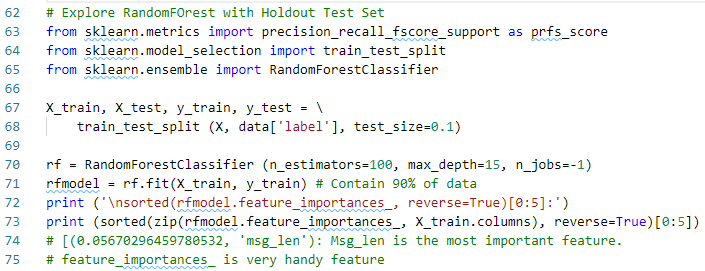 62 # Explore RandomFOrest with Holdout Test Set
63 from sklearn.metrics import precision_recall_fscore_support as prfs_score
64 from sklearn.model_selection import train_test_split
65 from sklearn.ensemble import RandomForestClassifier
66
67 X_train, X_test, y_train, y_test = \
68     train_test_split (X, data['label'], test_size=0.1)
69
70 rf = RandomForestClassifier (n_estimators=100, max_depth=15, n_jobs=-1)
71 rfmodel = rf.fit(X_train, y_train) # Contain 90% of data
72 print ('\nsorted(rfmodel.feature_importances_, reverse=True)[0:5]:')
73 print (sorted(zip(rfmodel.feature_importances_, X_train.columns), reverse=True)[0:5])
74 # [(0.05670296459780532, 'msg_len'): Msg_len is the most important feature.
75 # feature_importances_ is very handy feature